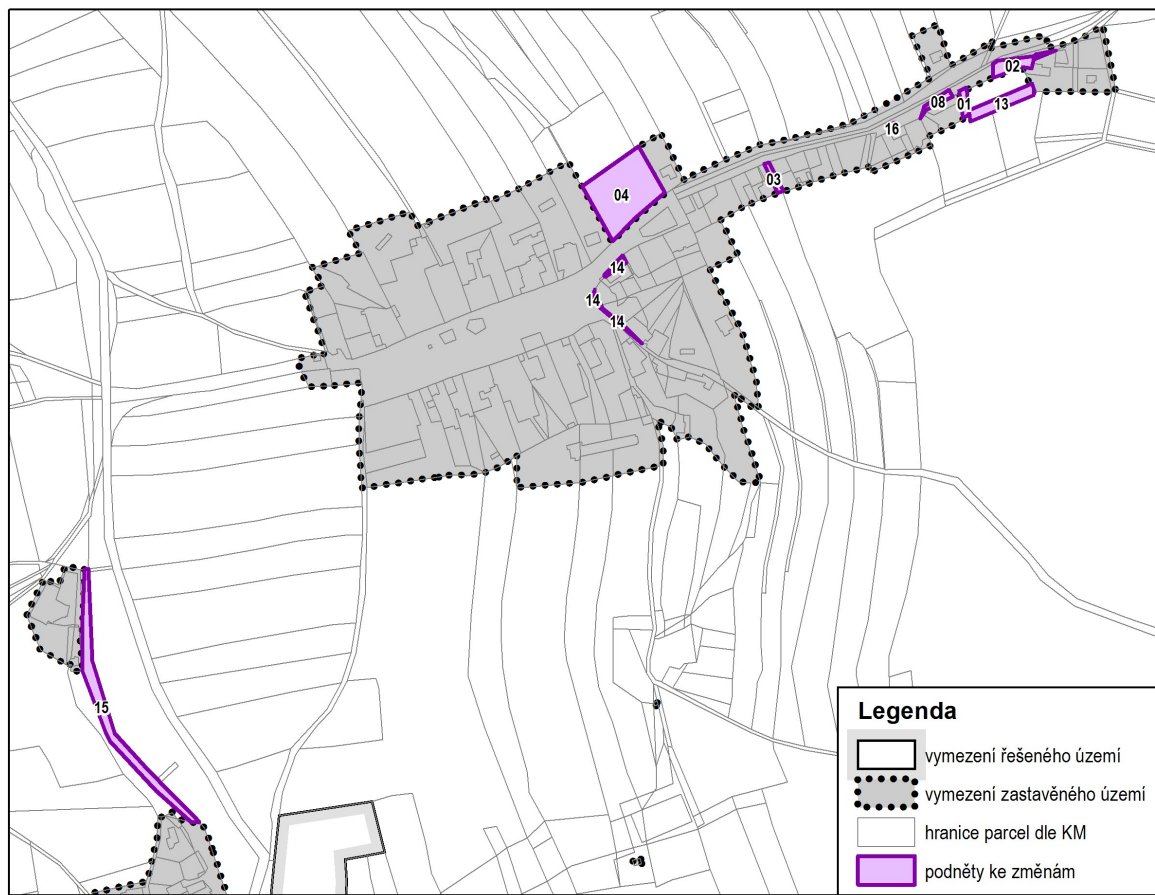 02
08
01
13
16
03
04
14
14
14
15
Legenda
vymezení řešeného území
vymezení zastavěného území
hranice parcel dle KM
podněty ke změnám